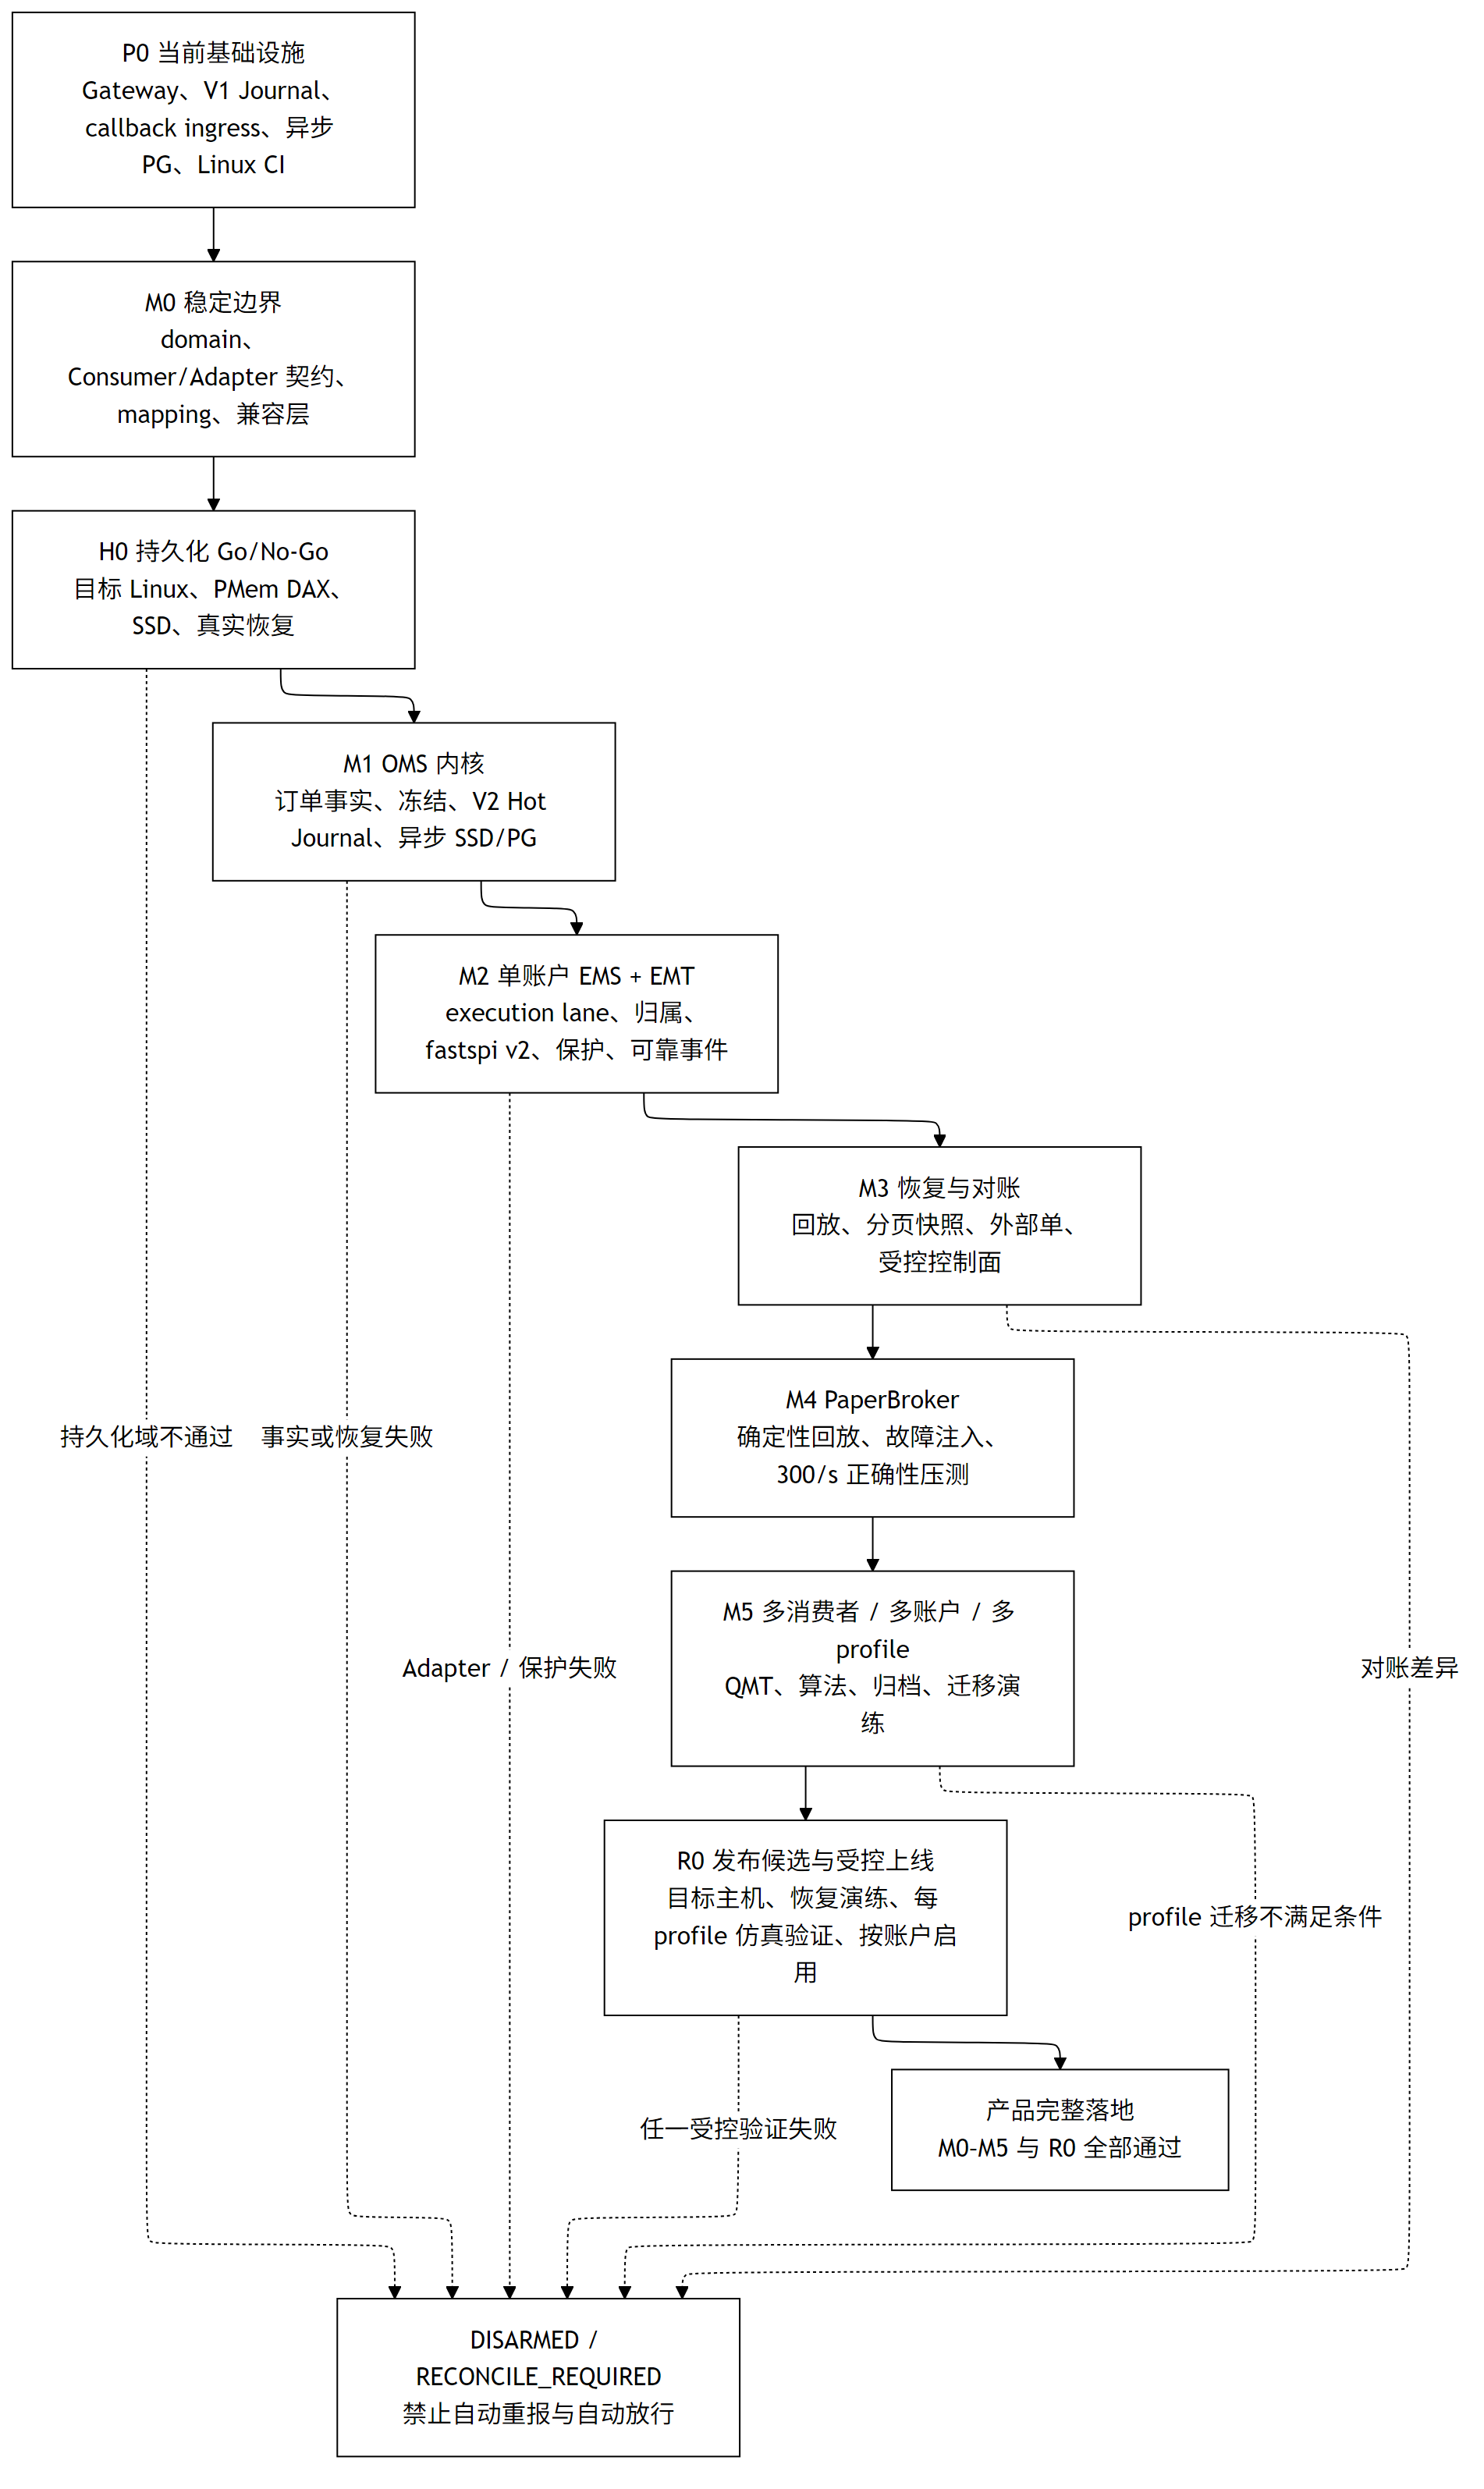 P0 当前基础设施
Gateway、V1 Journal、
callback ingress、异步
PG、Linux CI
M0 稳定边界
domain、
Consumer/Adapter 契约、
mapping、兼容层
H0 持久化 Go/No-Go
目标 Linux、PMem DAX、
SSD、真实恢复
M1 OMS 内核
订单事实、冻结、V2 Hot
Journal、异步 SSD/PG
M2 单账户 EMS + EMT
execution lane、归属、
fastspi v2、保护、可靠事件
M3 恢复与对账
回放、分页快照、外部单、
受控控制面
M4 PaperBroker
确定性回放、故障注入、
300/s 正确性压测
持久化域不通过
事实或恢复失败
M5 多消费者 / 多账户 / 多
profile
QMT、算法、归档、迁移演
练
Adapter / 保护失败
对账差异
R0 发布候选与受控上线
目标主机、恢复演练、每
profile 仿真验证、按账户启
用
profile 迁移不满足条件
任一受控验证失败
产品完整落地
M0-M5 与 R0 全部通过
DISARMED /
RECONCILE_REQUIRED
禁止自动重报与自动放行